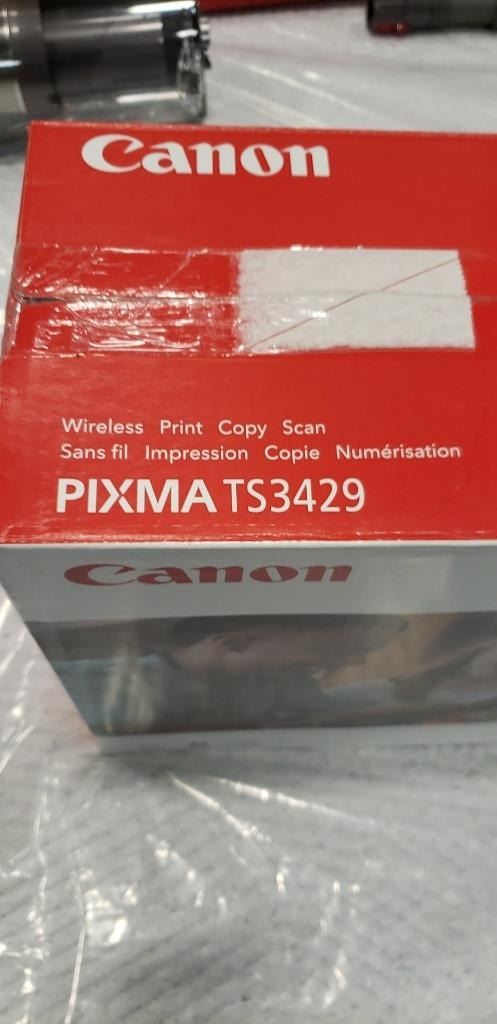 Canon
Wireless Print Copy Scan
Sans fil Impression Copie Numérisation
PIXMA TS3429
Canon